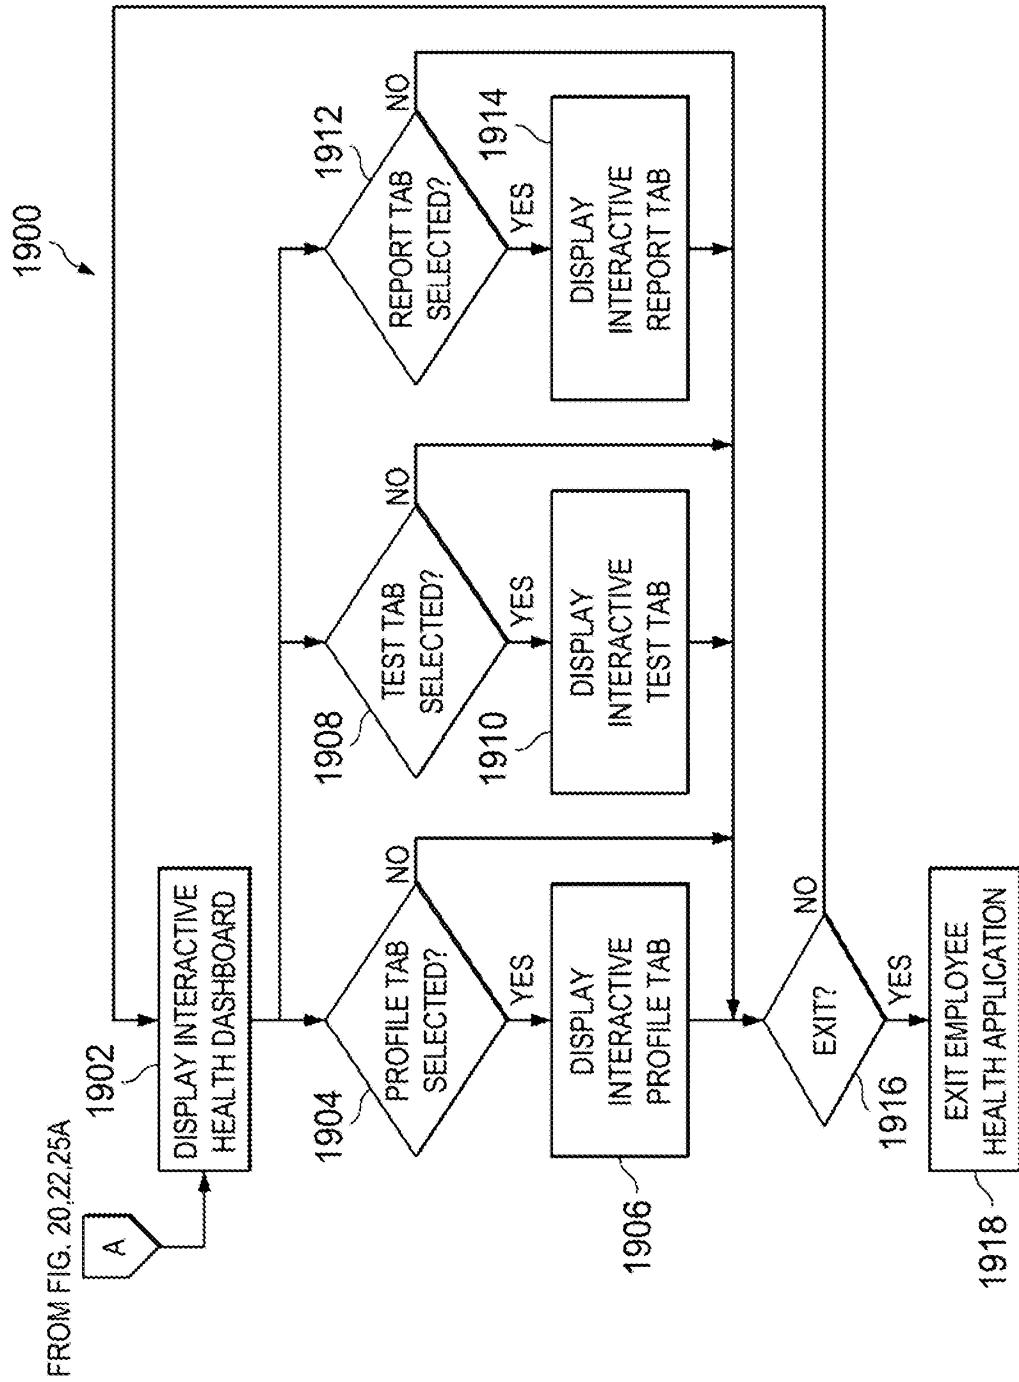 1900
FROM FIG. 20,22,25A
A
1902
DISPLAY INTERACTIVE
HEALTH DASHBOARD
1904
PROFILE TAB
SELECTED?
NO
YES
1906
DISPLAY
INTERACTIVE
PROFILE TAB
1908
TEST TAB
SELECTED?
NO
YES
1910
DISPLAY
INTERACTIVE
TEST TAB
1912
REPORT TAB
SELECTED?
NO
YES
1914
DISPLAY
INTERACTIVE
REPORT TAB
EXIT?
1916
NO
YES
EXIT EMPLOYEE
HEALTH APPLICATION
1918